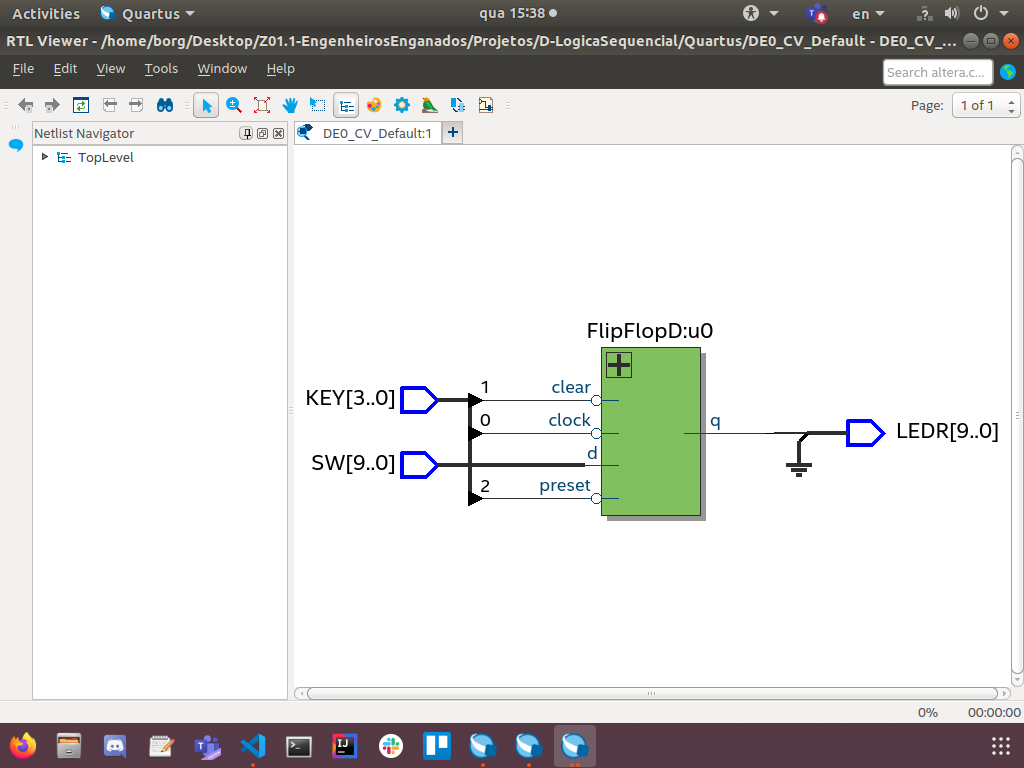 Activities Quartus qua 15:38 en
RTL Viewer - /home/borg/Desktop/Z01.1-EngenheirosEnganados/Projetos/D-LogicaSequencial/Quartus/DE0_CV_Default - DE0_CV_...
File Edit View Tools Window Help Search altera.c...
Page: 1 of 1
Netlist Navigator DE0_CV_Default:1
TopLevel
FlipFlopD:u0
KEY[3..0] 1 clear
0 clock q LEDR[9..0]
SW[9..0] d
2 preset
0% 00:00:00